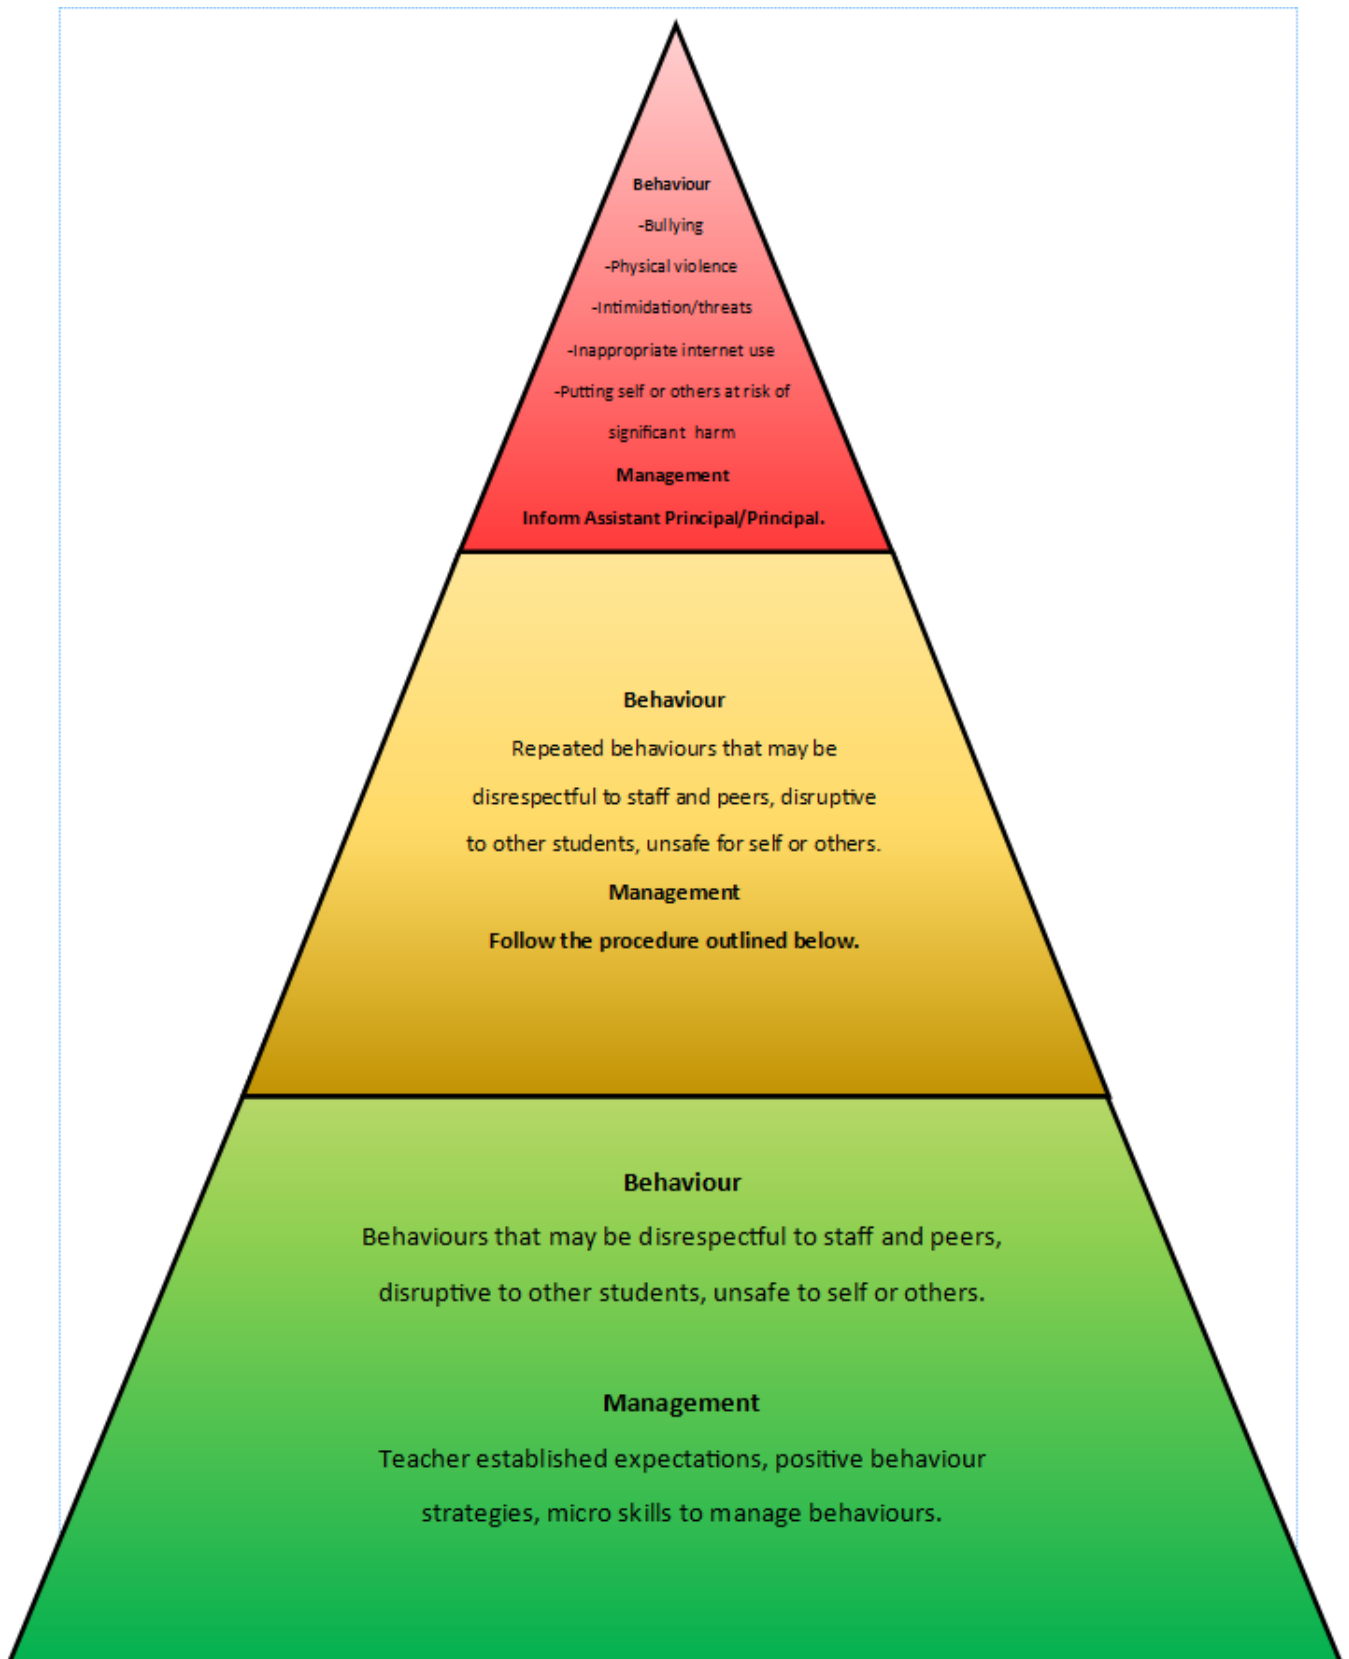 Behaviour
-Bullying
-Physical violence
-Intimidation/threats
-Inappropriate internet use
-Putting self or others at risk of
significant harm
Management
Inform Assistant Principal/Principal.
Behaviour
Repeated behaviours that may be
disrespectful to staff and peers, disruptive
to other students, unsafe for self or others.
Management
Follow the procedure outlined below.
Behaviour
Behaviours that may be disrespectful to staff and peers,
disruptive to other students, unsafe to self or others.
Management
Teacher established expectations, positive behaviour
strategies, micro skills to manage behaviours.